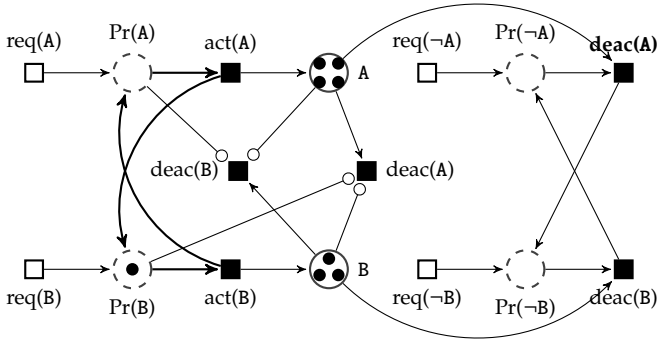 req(A)
Pr(A)
act(A)
A
req(¬A)
Pr(¬A)
deac(A)
deac(B)
deac(A)
req(B)
Pr(B)
act(B)
B
req(¬B)
Pr(¬B)
deac(B)